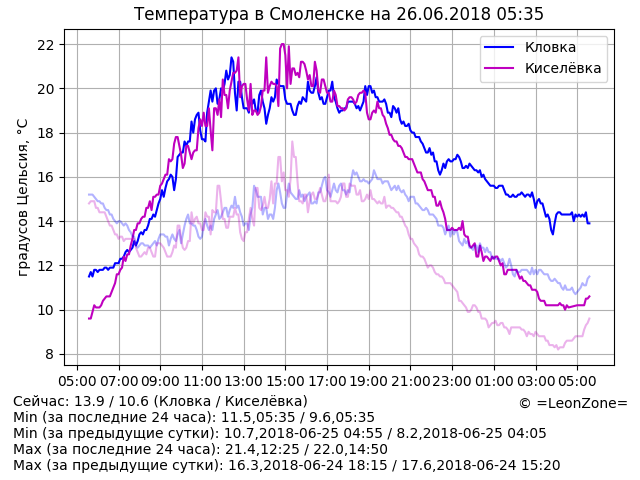 Температура в Смоленске на 26.06.2018 05:35
Кловка
Киселёвка
градусов Цельсия, °C
22
20
18
16
14
12
10
8
05:00 07:00 09:00 11:00 13:00 15:00 17:00 19:00 21:00 23:00 01:00 03:00 05:00
Сейчас: 13.9 / 10.6 (Кловка / Киселёвка)
© =LeonZone=
Min (за последние 24 часа): 11.5,05:35 / 9.6,05:35
Min (за предыдущие сутки): 10.7,2018-06-25 04:55 / 8.2,2018-06-25 04:05
Max (за последние 24 часа): 21.4,12:25 / 22.0,14:50
Max (за предыдущие сутки): 16.3,2018-06-24 18:15 / 17.6,2018-06-24 15:20